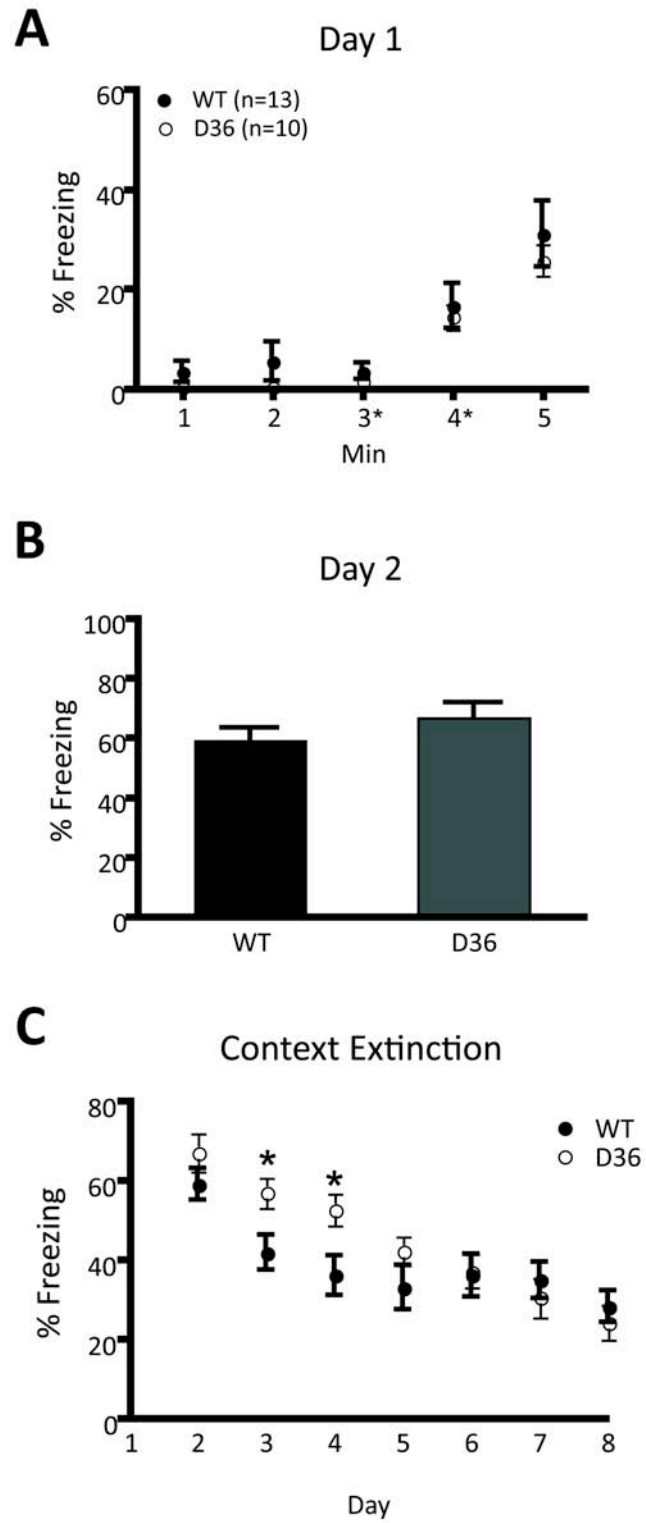 A
Day 1
60
40
20
0
% Freezing
WT (n=13)
D36 (n=10)
1 2 3* 4* 5
Min
B
Day 2
100
80
60
40
20
0
% Freezing
WT D36
C
Context Extinction
80
60
40
20
0
% Freezing
WT
D36
* *
1 2 3 4 5 6 7 8
Day